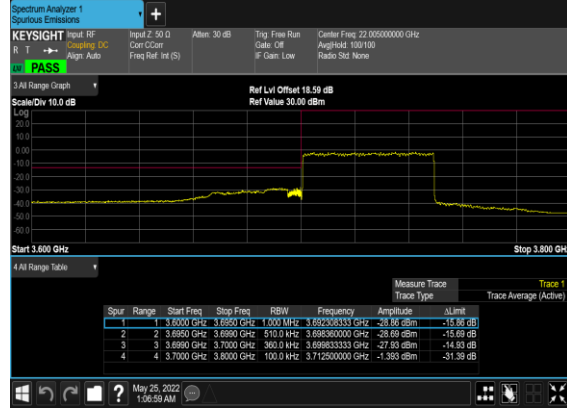 Spectrum Analyzer 1
Spurious Emissions
+
KEYSIGHT Input: RF Input Z: 50 Ω Atten: 30 dB Trig: Free Run Center Freq: 22.005000000 GHz
R T Coupling: DC Corr CCorr Gate: Off Avg|Hold: 100/100
Align: Auto Freq Ref: Int (S) IF Gain: Low Radio Std: None
PASS
3 All Range Graph
Ref Lvl Offset 18.59 dB
Scale/Div 10.0 dB Ref Value 30.00 dBm
Log
20.0
10.0
0.00
-10.0
-20.0
-30.0
-40.0
-50.0
-60.0
Start 3.600 GHz Stop 3.800 GH
4 All Range Table
Measure Trace Trace 1
Trace Type Trace Average (Active)
Spur Range Start Freq Stop Freq RBW Frequency Amplitude ΔLimit
1 1 3.6000 GHz 3.6950 GHz 1.000 MHz 3.692308333 GHz -28.86 dBm -15.86 dB
2 2 3.6950 GHz 3.6990 GHz 510.0 kHz 3.698360000 GHz -28.69 dBm -15.69 dB
3 3 3.6990 GHz 3.7000 GHz 360.0 kHz 3.699833333 GHz -27.93 dBm -14.93 dB
4 4 3.7000 GHz 3.8000 GHz 100.0 kHz 3.712500000 GHz -1.393 dBm -31.39 dB
?
May 25, 2022
1:06:59 AM